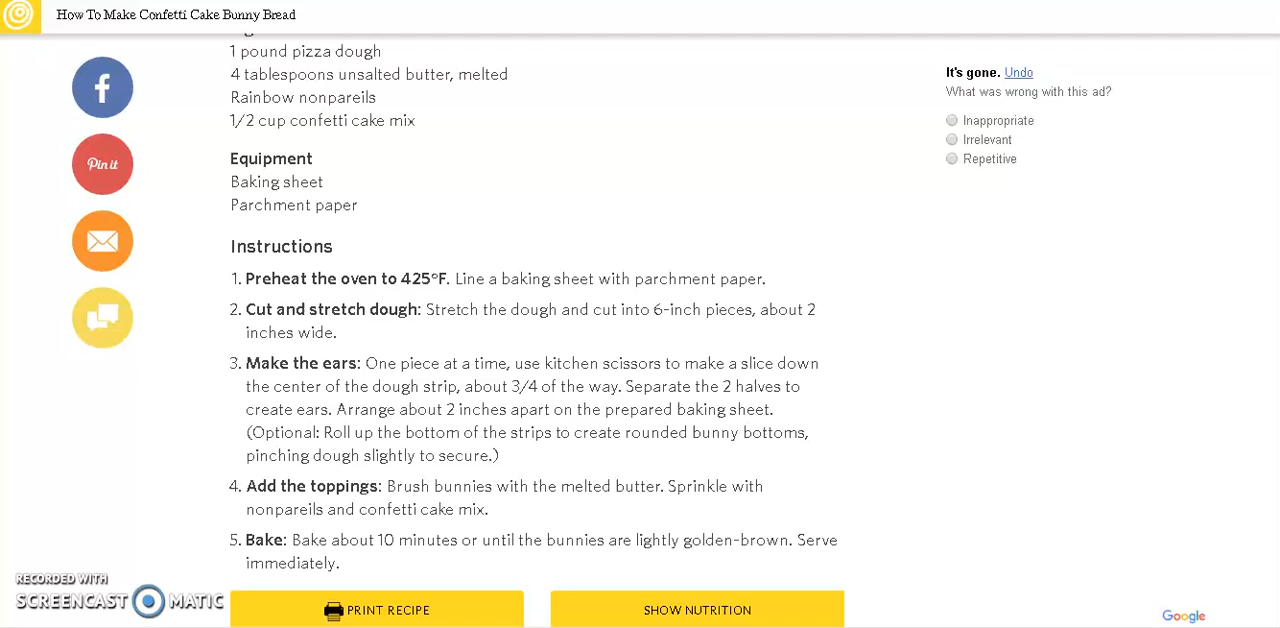 How To Make Confetti Cake Bunny Bread
1 pound pizza dough
4 tablespoons unsalted butter, melted
Rainbow nonpareils
1/2 cup confetti cake mix
Equipment
Baking sheet
Parchment paper
Instructions
1. Preheat the oven to 425°F. Line a baking sheet with parchment paper.
2. Cut and stretch dough: Stretch the dough and cut into 6-inch pieces, about 2
inches wide.
3. Make the ears: One piece at a time, use kitchen scissors to make a slice down
the center of the dough strip, about 3/4 of the way. Separate the 2 halves to
create ears. Arrange about 2 inches apart on the prepared baking sheet.
(Optional: Roll up the bottom of the strips to create rounded bunny bottoms,
pinching dough slightly to secure.)
4. Add the toppings: Brush bunnies with the melted butter. Sprinkle with
nonpareils and confetti cake mix.
5. Bake: Bake about 10 minutes or until the bunnies are lightly golden-brown. Serve
immediately.
PRINT RECIPE
SHOW NUTRITION
f
Pin it
It's gone. Undo
What was wrong with this ad?
Inappropriate
Irrelevant
Repetitive
Google
RECORDED WITH
SCREENCAST MATIC